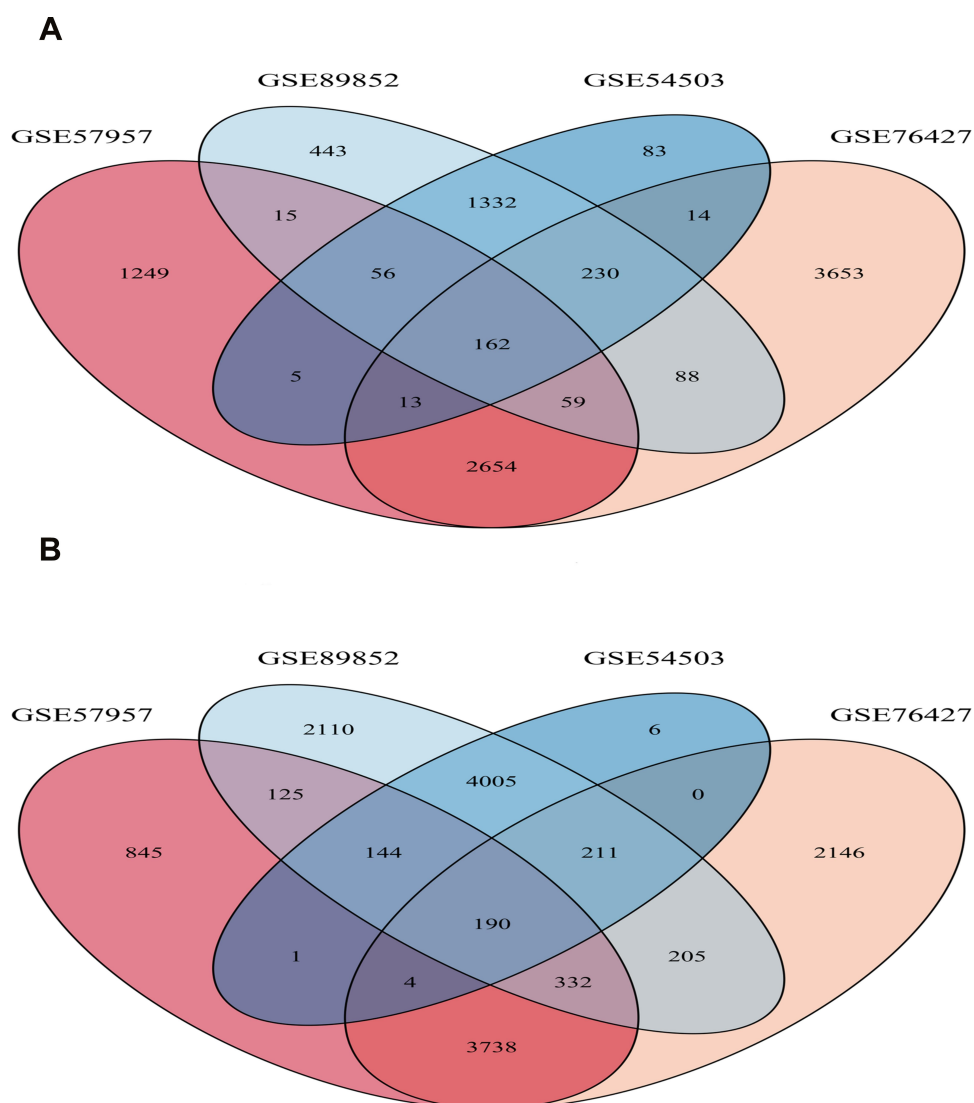 A
GSE89852 GSE54503
GSE57957 GSE76427
443 83
15 1332 14
1249 56 230 3653
162
5 13 59 88
2654
B
GSE89852 GSE54503
GSE57957 GSE76427
2110 6
125 4005 0
845 144 211 2146
190
1 4 332 205
3738